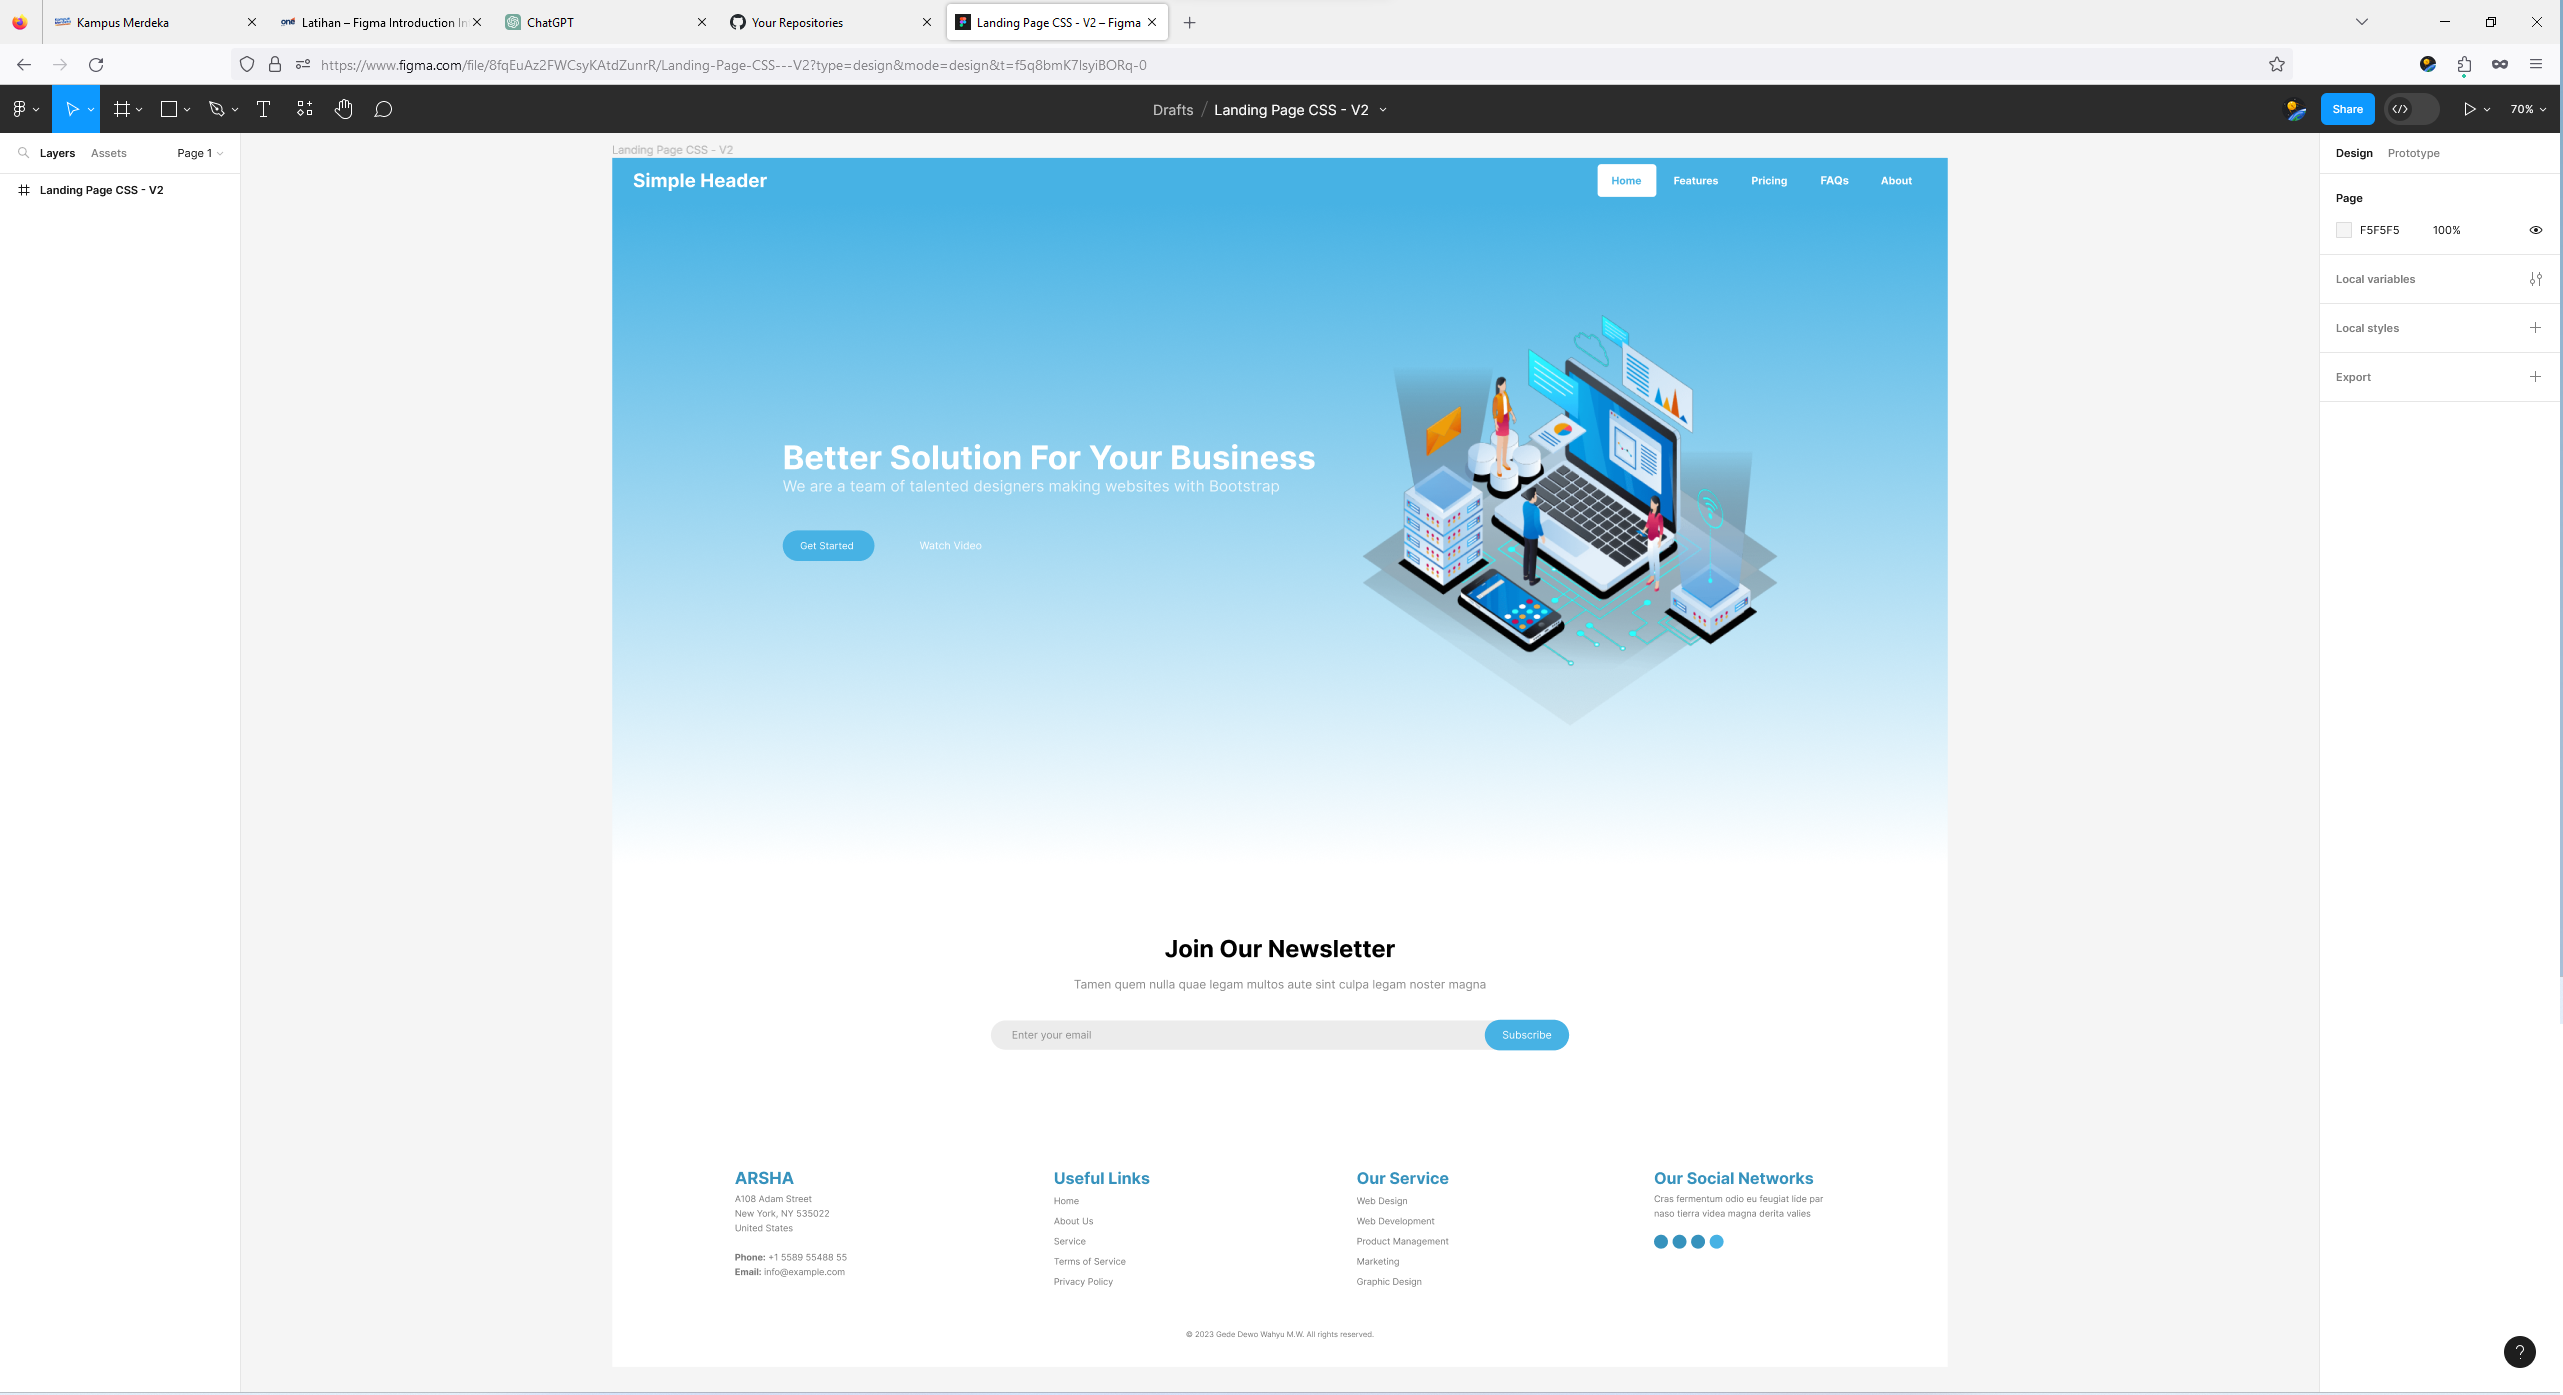 Kampus Merdeka
Latihan – Figma Introduction In
ChatGPT
Your Repositories
Landing Page CSS - V2 – Figma
https://www.figma.com/file/8fqEuAz2FWCsyKAtdZunrR/Landing-Page-CSS---V2?type=design&mode=design&t=f5q8bmK7lsyiBORq-0
Drafts / Landing Page CSS - V2
Share
70%
Layers Assets Page 1
Landing Page CSS - V2
Landing Page CSS - V2
Simple Header
Home Features Pricing FAQs About
Better Solution For Your Business
We are a team of talented designers making websites with Bootstrap
Get Started Watch Video
Join Our Newsletter
Tamen quem nulla quae legam multos aute sint culpa legam noster magna
Enter your email Subscribe
ARSHA
A108 Adam Street
New York, NY 535022
United States
Phone: +1 5589 55488 55
Email: info@example.com
Useful Links
Home
About Us
Service
Terms of Service
Privacy Policy
Our Service
Web Design
Web Development
Product Management
Marketing
Graphic Design
Our Social Networks
Cras fermentum odio eu feugiat lide par
naso tierra videa magna derita valies
© 2023 Gede Dewo Wahyu M.W. All rights reserved.
Design Prototype
Page
F5F5F5 100%
Local variables
Local styles
Export
?